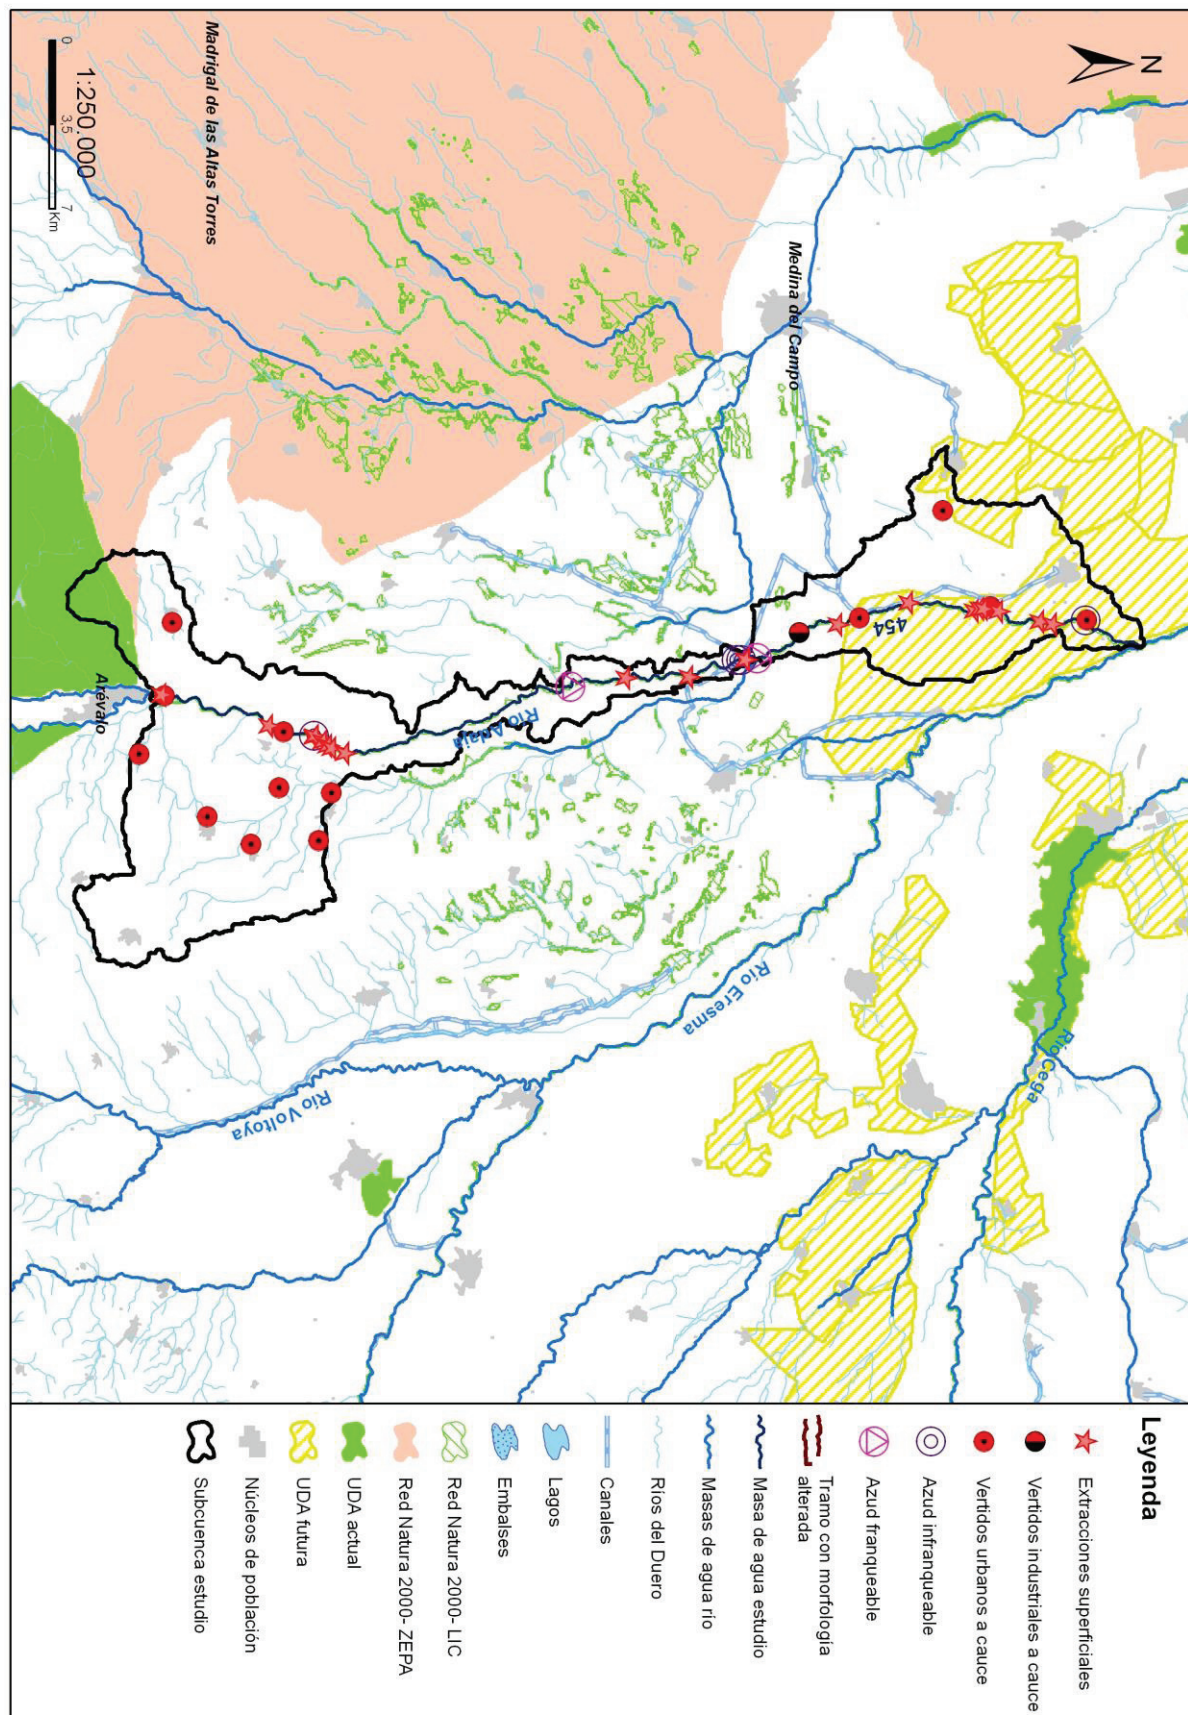 N
Medina del Campo
Madrigal de las Altas Torres
Arévalo
454
Río Adaja
Río Eresma
Río Voltoya
Río Cega
1:250.000
0 3,5 7
Km
Leyenda
Extracciones superficiales
Vertidos industriales a cauce
Vertidos urbanos a cauce
Azud infranqueable
Azud franqueable
Tramo con morfología
alterada
Masa de agua estudio
Masas de agua río
Ríos del Duero
Canales
Lagos
Embalses
Red Natura 2000- LIC
Red Natura 2000- ZEPA
UDA actual
UDA futura
Núcleos de población
Subcuenca estudio